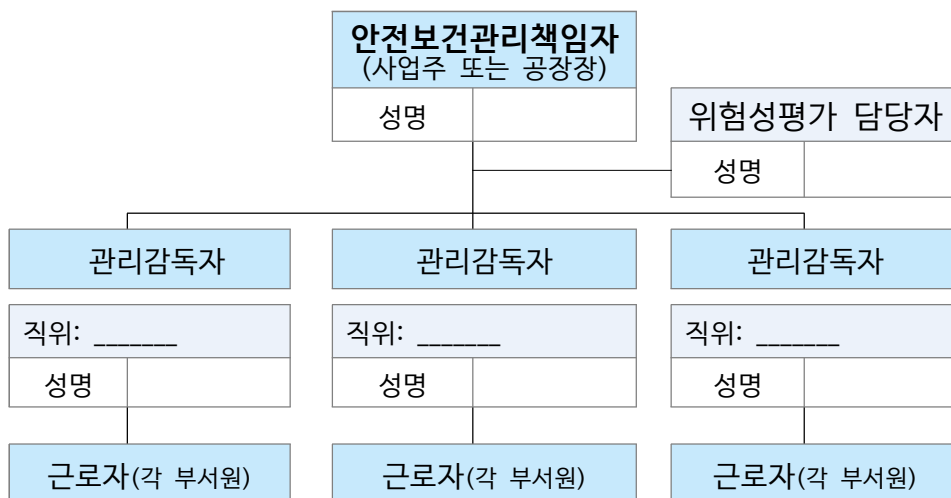 안전보건관리책임자
(사업주 또는 공장장)
성명
위험성평가 담당자
성명
관리감독자 관리감독자 관리감독자
직위: _______ 직위: _______ 직위: _______
성명 성명 성명
근로자(각 부서원) 근로자(각 부서원) 근로자(각 부서원)